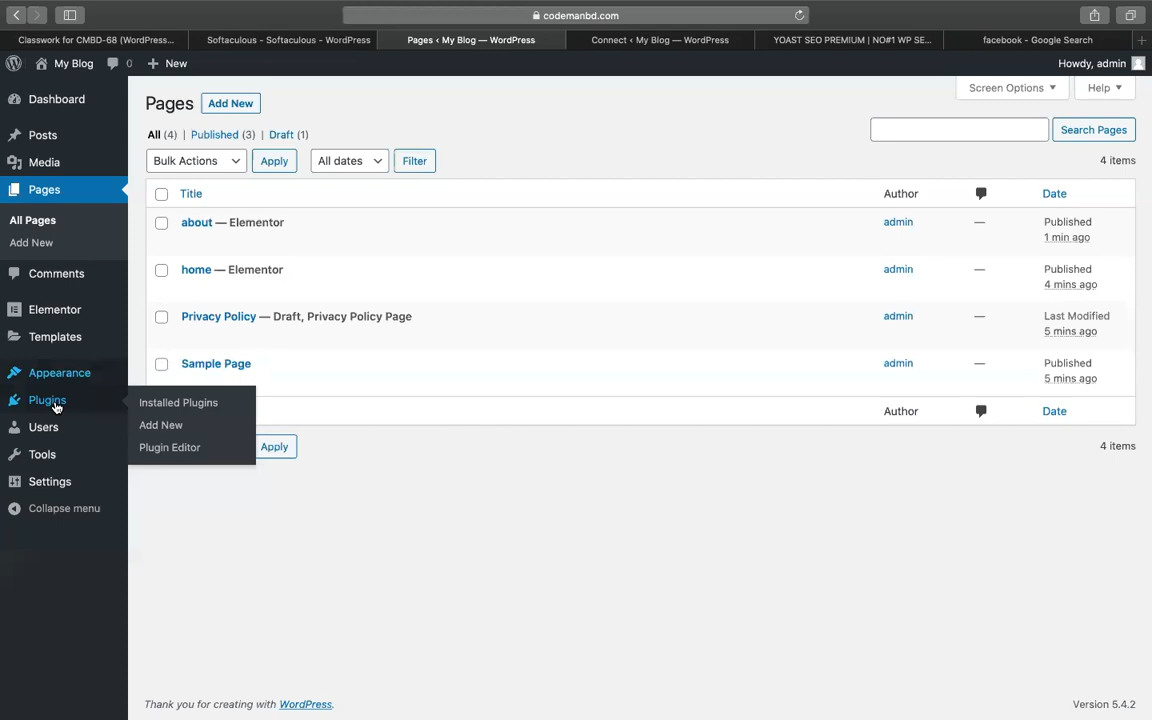 codemanbd.com
Classwork for CMBD-68 (WordPress...
Softaculous - Softaculous - WordPress
Pages < My Blog — WordPress
Connect < My Blog — WordPress
YOAST SEO PREMIUM | NO#1 WP SE...
facebook - Google Search
My Blog
0
New
Howdy, admin
Dashboard
Posts
Media
Pages
All Pages
Add New
Comments
Elementor
Templates
Appearance
Plugins
Users
Tools
Settings
Collapse menu
Installed Plugins
Add New
Plugin Editor
Screen Options
Help
Pages Add New
All (4) | Published (3) | Draft (1)
Search Pages
Bulk Actions Apply All dates Filter
4 items
Title Author Date
about — Elementor admin — Published
1 min ago
home — Elementor admin — Published
4 mins ago
Privacy Policy — Draft, Privacy Policy Page admin — Last Modified
5 mins ago
Sample Page admin — Published
5 mins ago
Author Date
Apply
4 items
Thank you for creating with WordPress.
Version 5.4.2